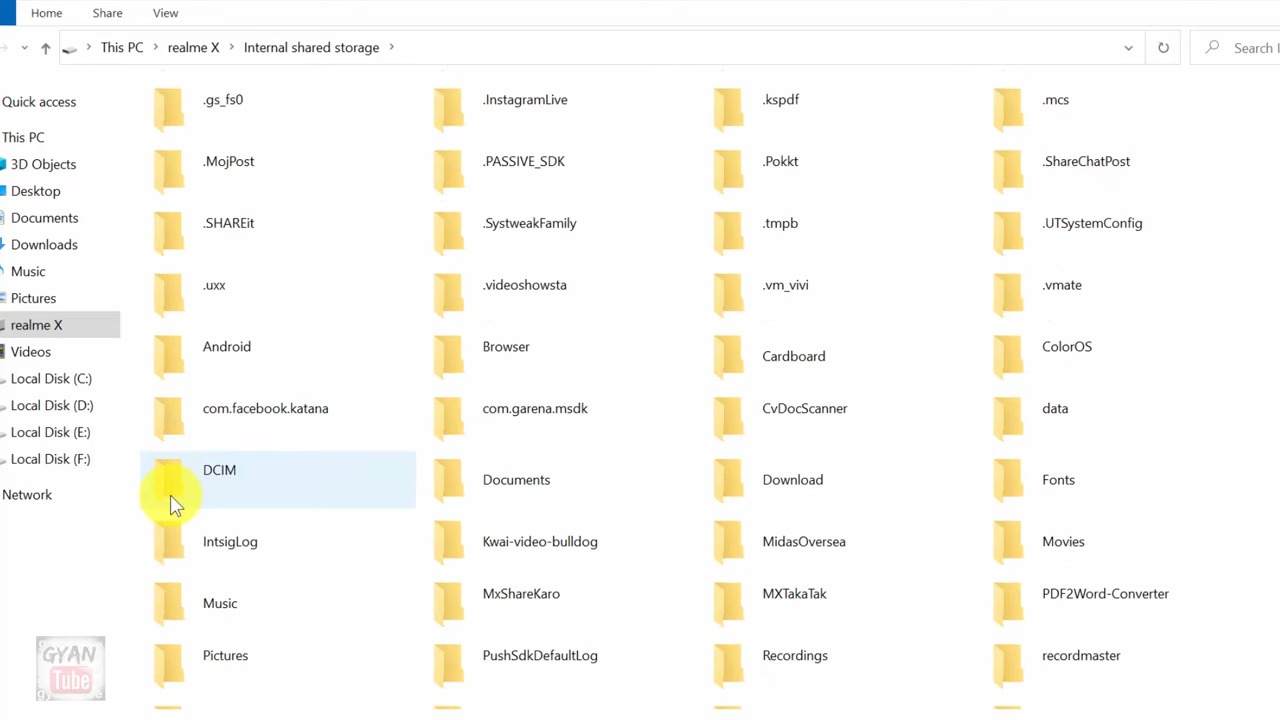 Home Share View
This PC realme X Internal shared storage
Search
Quick access
This PC
3D Objects
Desktop
Documents
Downloads
Music
Pictures
realme X
Videos
Local Disk (C:)
Local Disk (D:)
Local Disk (E:)
Local Disk (F:)
Network
.gs_fs0 .InstagramLive .kspdf .mcs
.MojPost .PASSIVE_SDK .Pokkt .ShareChatPost
.SHAREit .SystweakFamily .tmpb .UTSystemConfig
.uxx .videoshowsta .vm_vivi .vmate
Android Browser Cardboard ColorOS
com.facebook.katana com.garena.msdk CvDocScanner data
DCIM Documents Download Fonts
IntsigLog Kwai-video-bulldog MidasOversea Movies
Music MxShareKaro MXTakaTak PDF2Word-Converter
Pictures PushSdkDefaultLog Recordings recordmaster
GYAN
Tube